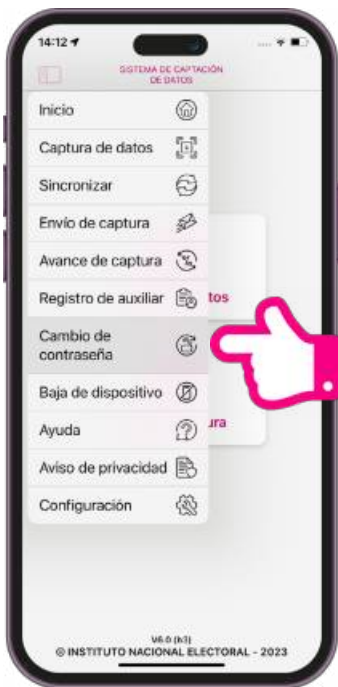 14:12
SISTEMA DE CAPTACIÓN
DE DATOS
Inicio
Captura de datos
Sincronizar
Envío de captura
Avance de captura
Registro de auxiliar
tos
Cambio de
contraseña
Baja de dispositivo
Ayuda
ura
Aviso de privacidad
Configuración
V6.0 (h3)
© INSTITUTO NACIONAL ELECTORAL - 2023